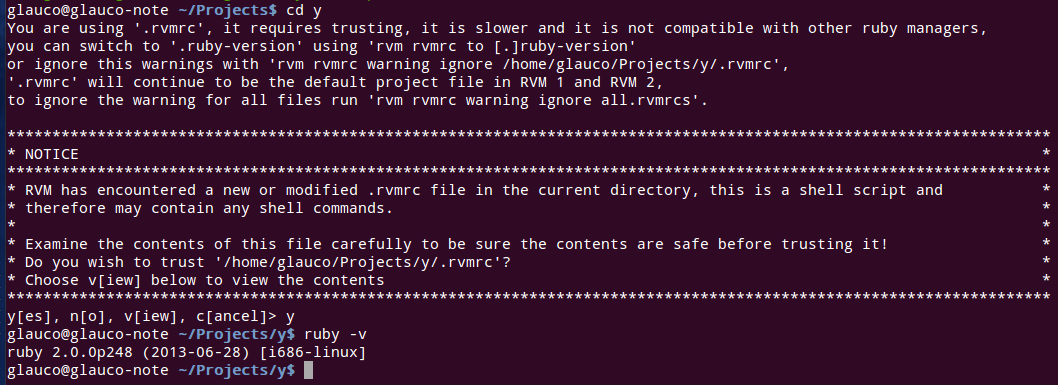 glauco@glauco-note ~/Projects$ cd y
You are using '.rvmrc', it requires trusting, it is slower and it is not compatible with other ruby managers,
you can switch to '.ruby-version' using 'rvm rvmrc to [.]ruby-version'
or ignore this warnings with 'rvm rvmrc warning ignore /home/glauco/Projects/y/.rvmrc',
'.rvmrc' will continue to be the default project file in RVM 1 and RVM 2,
to ignore the warning for all files run 'rvm rvmrc warning ignore all.rvmrcs'.
********************************************************************************************************************
* NOTICE *
********************************************************************************************************************
* RVM has encountered a new or modified .rvmrc file in the current directory, this is a shell script and *
* therefore may contain any shell commands. *
* *
* Examine the contents of this file carefully to be sure the contents are safe before trusting it! *
* Do you wish to trust '/home/glauco/Projects/y/.rvmrc'? *
* Choose v[iew] below to view the contents *
********************************************************************************************************************
y[es], n[o], v[iew], c[ancel]> y
glauco@glauco-note ~/Projects/y$ ruby -v
ruby 2.0.0p248 (2013-06-28) [i686-linux]
glauco@glauco-note ~/Projects/y$